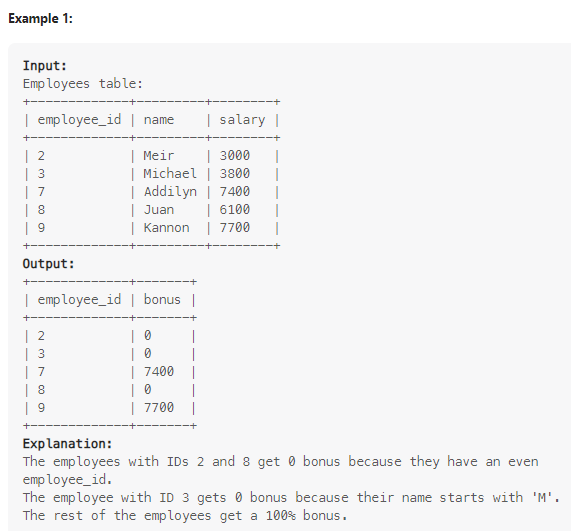 Example 1:
Input:
Employees table:
+-------------+---------+--------+
| employee_id | name    | salary |
+-------------+---------+--------+
| 2           | Meir    | 3000   |
| 3           | Michael | 3800   |
| 7           | Addilyn | 7400   |
| 8           | Juan    | 6100   |
| 9           | Kannon  | 7700   |
+-------------+---------+--------+
Output:
+-------------+-------+
| employee_id | bonus |
+-------------+-------+
| 2           | 0     |
| 3           | 0     |
| 7           | 7400  |
| 8           | 0     |
| 9           | 7700  |
+-------------+-------+
Explanation:
The employees with IDs 2 and 8 get 0 bonus because they have an even
employee_id.
The employee with ID 3 gets 0 bonus because their name starts with 'M'.
The rest of the employees get a 100% bonus.